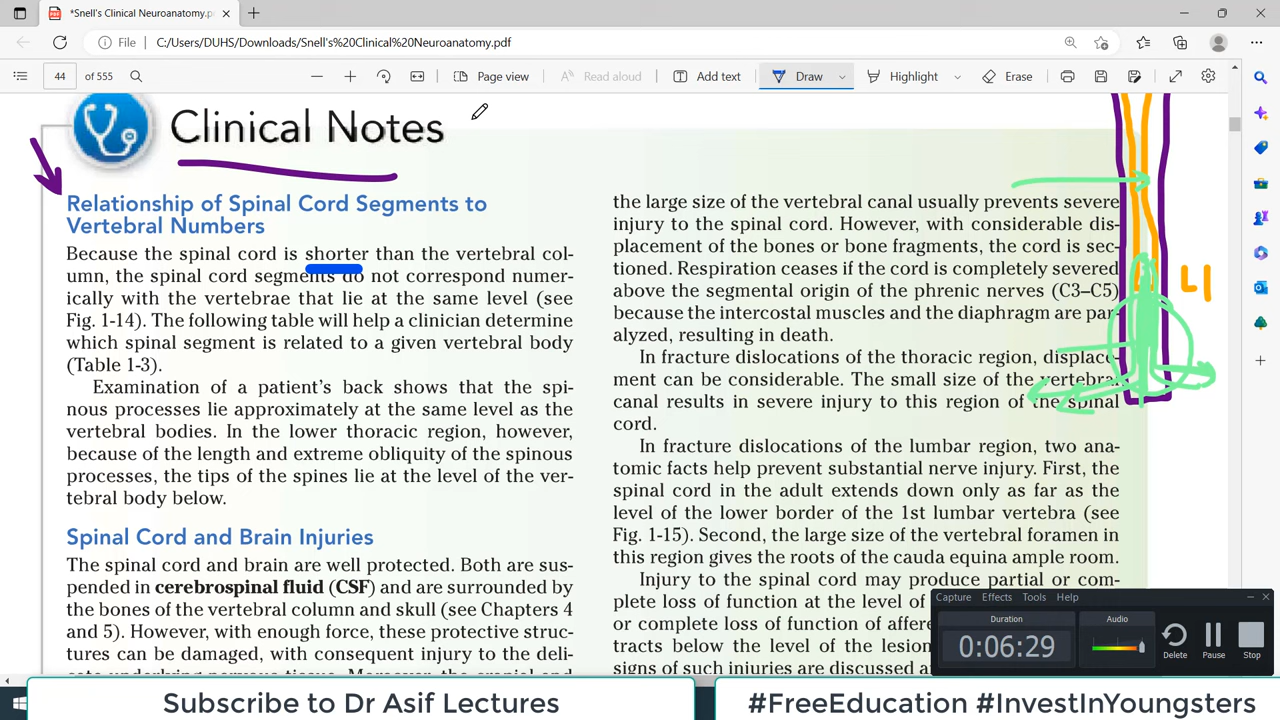 *Snell's Clinical Neuroanatomy.p
File C:/Users/DUHS/Downloads/Snell's%20Clinical%20Neuroanatomy.pdf
44 of 555 Page view Read aloud Add text Draw Highlight Erase
Clinical Notes
Relationship of Spinal Cord Segments to
Vertebral Numbers
Because the spinal cord is shorter than the vertebral col-
umn, the spinal cord segments do not correspond numer-
ically with the vertebrae that lie at the same level (see
Fig. 1-14). The following table will help a clinician determine
which spinal segment is related to a given vertebral body
(Table 1-3).
Examination of a patient's back shows that the spi-
nous processes lie approximately at the same level as the
vertebral bodies. In the lower thoracic region, however,
because of the length and extreme obliquity of the spinous
processes, the tips of the spines lie at the level of the ver-
tebral body below.
Spinal Cord and Brain Injuries
The spinal cord and brain are well protected. Both are sus-
pended in cerebrospinal fluid (CSF) and are surrounded by
the bones of the vertebral column and skull (see Chapters 4
and 5). However, with enough force, these protective struc-
tures can be damaged, with consequent injury to the deli-
the large size of the vertebral canal usually prevents severe
injury to the spinal cord. However, with considerable dis-
placement of the bones or bone fragments, the cord is sec-
tioned. Respiration ceases if the cord is completely severed
above the segmental origin of the phrenic nerves (C3–C5)
because the intercostal muscles and the diaphragm are par-
alyzed, resulting in death.
In fracture dislocations of the thoracic region, displace-
ment can be considerable. The small size of the vertebral
canal results in severe injury to this region of the spinal
cord.
In fracture dislocations of the lumbar region, two ana-
tomic facts help prevent substantial nerve injury. First, the
spinal cord in the adult extends down only as far as the
level of the lower border of the 1st lumbar vertebra (see
Fig. 1-15). Second, the large size of the vertebral foramen in
this region gives the roots of the cauda equina ample room.
Injury to the spinal cord may produce partial or com-
plete loss of function at the level of
or complete loss of function of affere
tracts below the level of the lesion
signs of such injuries are discussed a
L1
Capture Effects Tools Help
Duration
0:06:29
Audio
Delete Pause Stop
Subscribe to Dr Asif Lectures
#FreeEducation #InvestInYoungsters